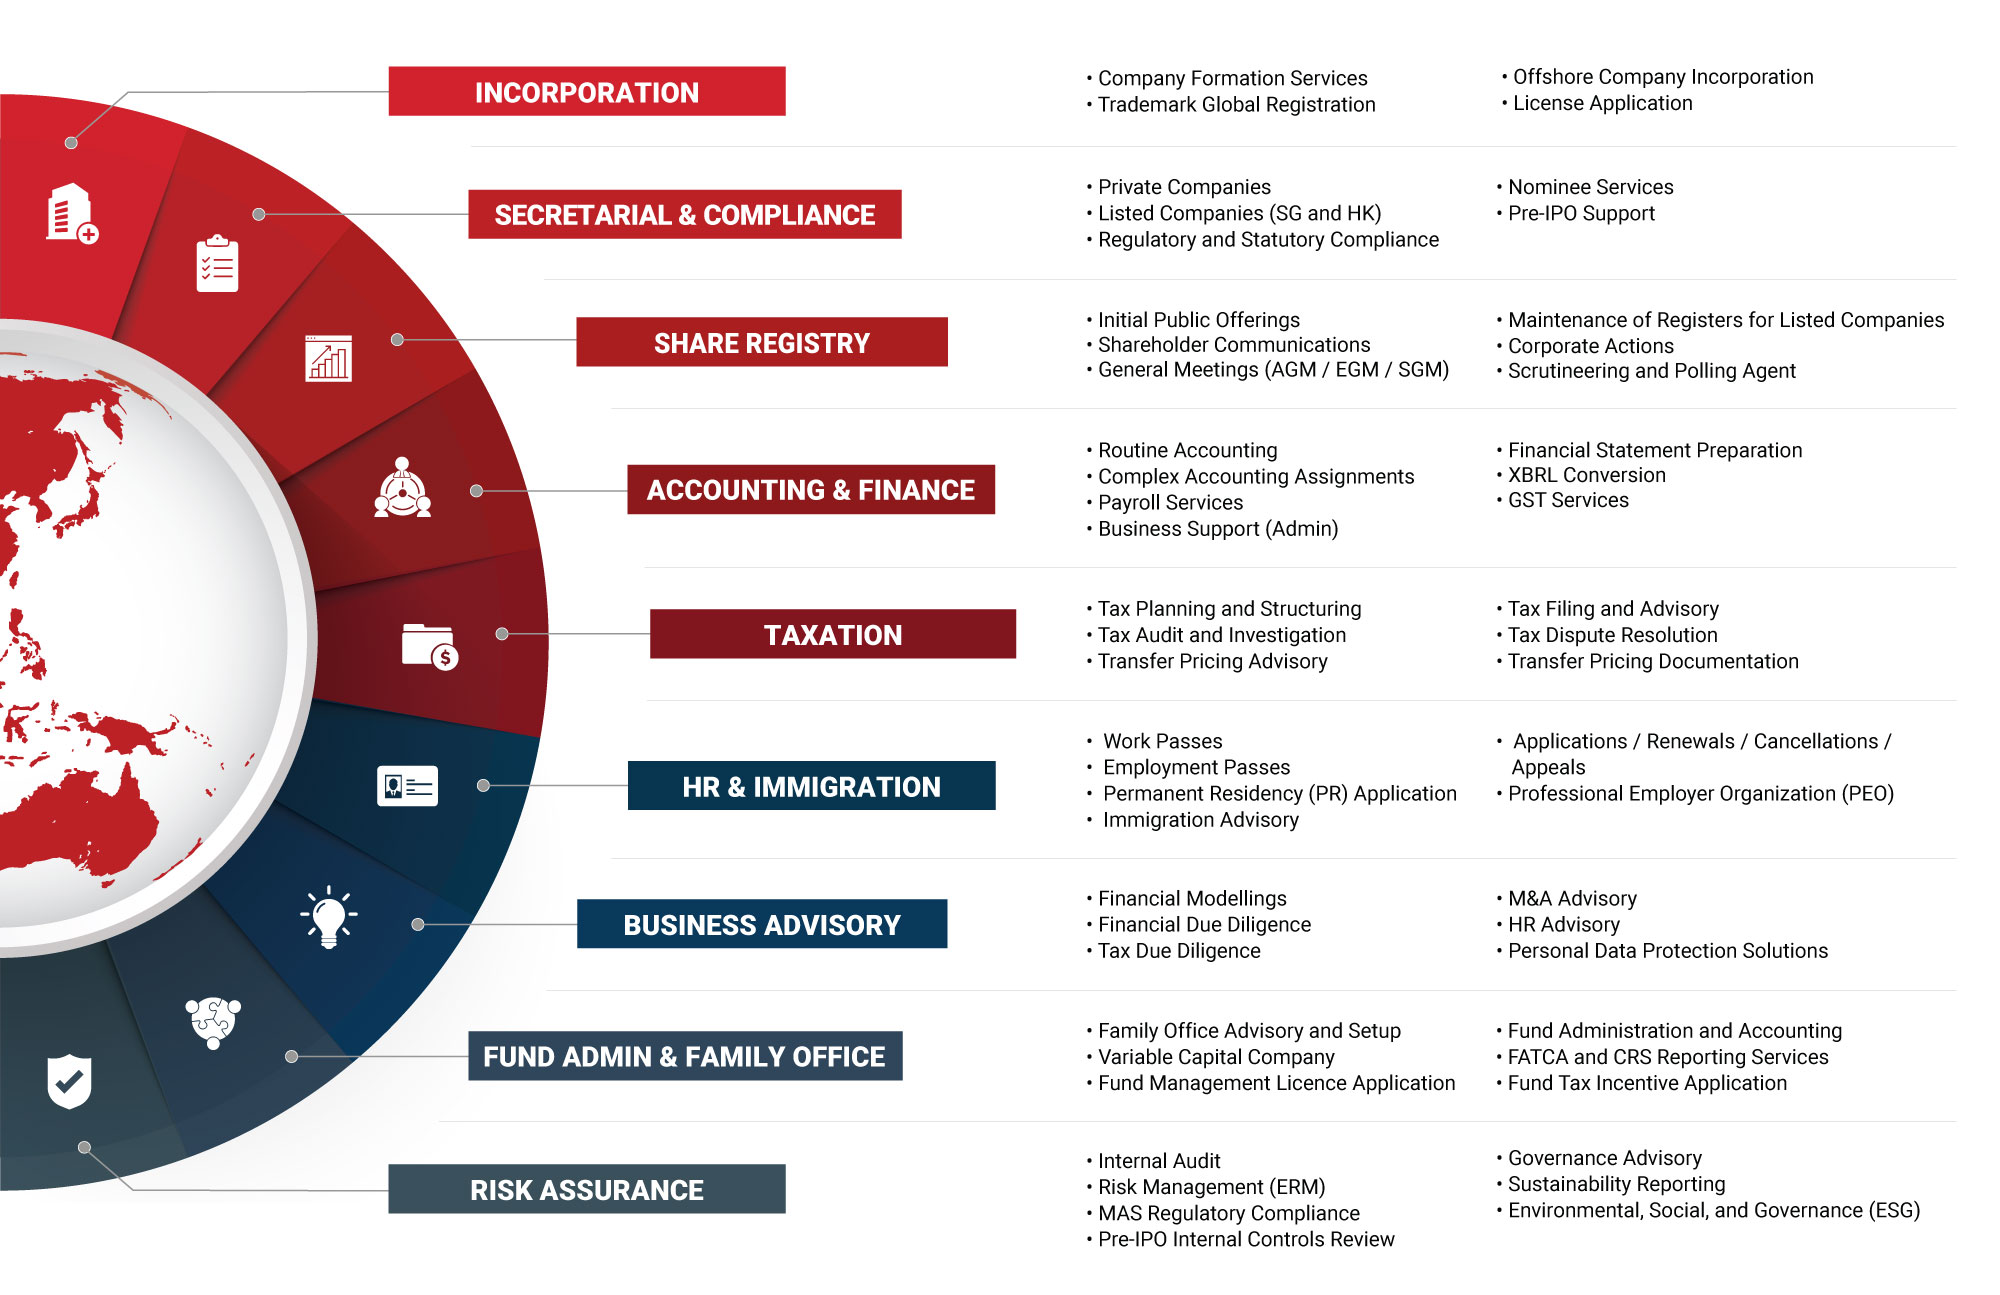 INCORPORATION
• Company Formation Services
• Trademark Global Registration
• Offshore Company Incorporation
• License Application
SECRETARIAL & COMPLIANCE
• Private Companies
• Listed Companies (SG and HK)
• Regulatory and Statutory Compliance
• Nominee Services
• Pre-IPO Support
SHARE REGISTRY
• Initial Public Offerings
• Shareholder Communications
• General Meetings (AGM / EGM / SGM)
• Maintenance of Registers for Listed Companies
• Corporate Actions
• Scrutineering and Polling Agent
ACCOUNTING & FINANCE
• Routine Accounting
• Complex Accounting Assignments
• Payroll Services
• Business Support (Admin)
• Financial Statement Preparation
• XBRL Conversion
• GST Services
$
TAXATION
• Tax Planning and Structuring
• Tax Audit and Investigation
• Transfer Pricing Advisory
• Tax Filing and Advisory
• Tax Dispute Resolution
• Transfer Pricing Documentation
HR & IMMIGRATION
• Work Passes
• Employment Passes
• Permanent Residency (PR) Application
• Immigration Advisory
• Applications / Renewals / Cancellations /
Appeals
• Professional Employer Organization (PEO)
BUSINESS ADVISORY
• Financial Modellings
• Financial Due Diligence
• Tax Due Diligence
• M&A Advisory
• HR Advisory
• Personal Data Protection Solutions
FUND ADMIN & FAMILY OFFICE
• Family Office Advisory and Setup
• Variable Capital Company
• Fund Management Licence Application
• Fund Administration and Accounting
• FATCA and CRS Reporting Services
• Fund Tax Incentive Application
RISK ASSURANCE
• Internal Audit
• Risk Management (ERM)
• MAS Regulatory Compliance
• Pre-IPO Internal Controls Review
• Governance Advisory
• Sustainability Reporting
• Environmental, Social, and Governance (ESG)